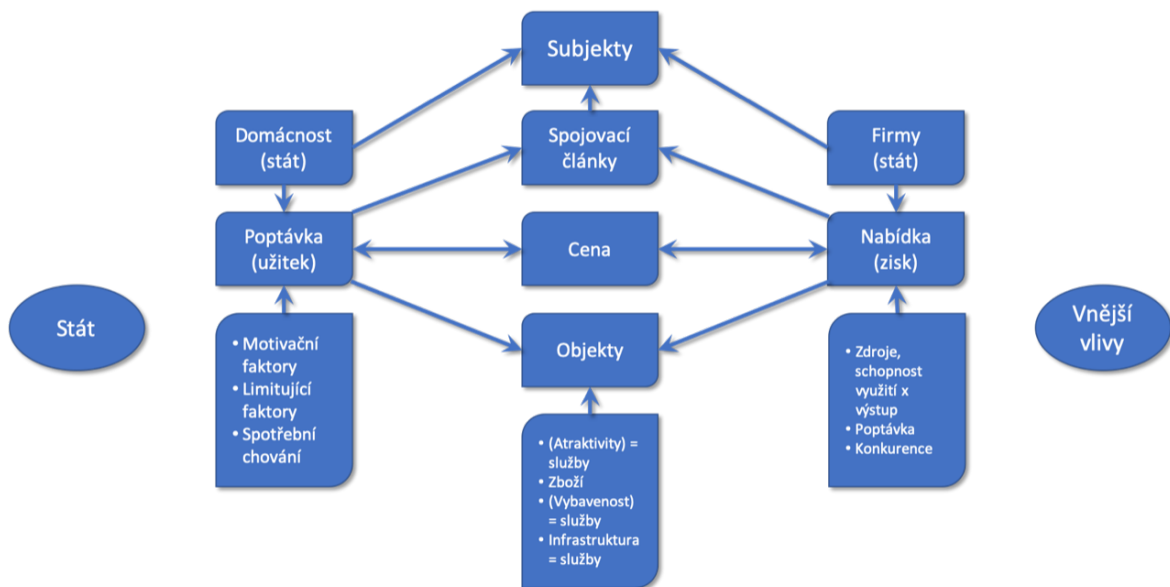 Subjekty
Domácnost
(stát)
Spojovací
články
Firmy
(stát)
Poptávka
(užitek)
Cena
Nabídka
(zisk)
Stát
Vnější
vlivy
• Motivační
faktory
• Limitující
faktory
• Spotřební
chování
Objekty
• Zdroje,
schopnost
využití x
výstup
• Poptávka
• Konkurence
• (Atraktivity) =
služby
• Zboží
• (Vybavenost)
= služby
• Infrastruktura
= služby